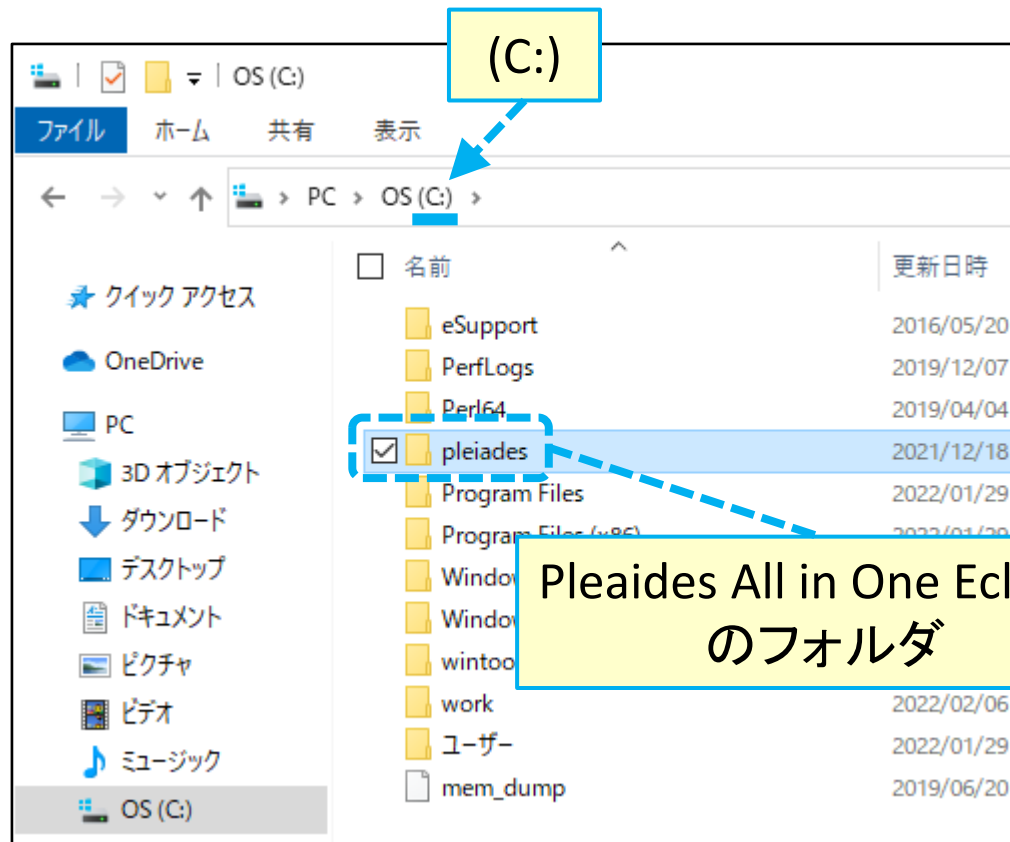 (C:)
OS (C:)
ファイル ホーム 共有 表示
PC > OS (C:) >
名前 更新日時
クイック アクセス
OneDrive
PC
3D オブジェクト
ダウンロード
デスクトップ
ドキュメント
ピクチャ
ビデオ
ミュージック
OS (C:)
eSupport 2016/05/20
PerfLogs 2019/12/07
Perl64 2019/04/04
pleiades 2021/12/18
Program Files 2022/01/29
Program Files (x86) 2022/01/29
work 2022/02/06
ユーザー 2022/01/29
mem_dump 2019/06/20
Pleaides All in One Ecl
のフォルダ